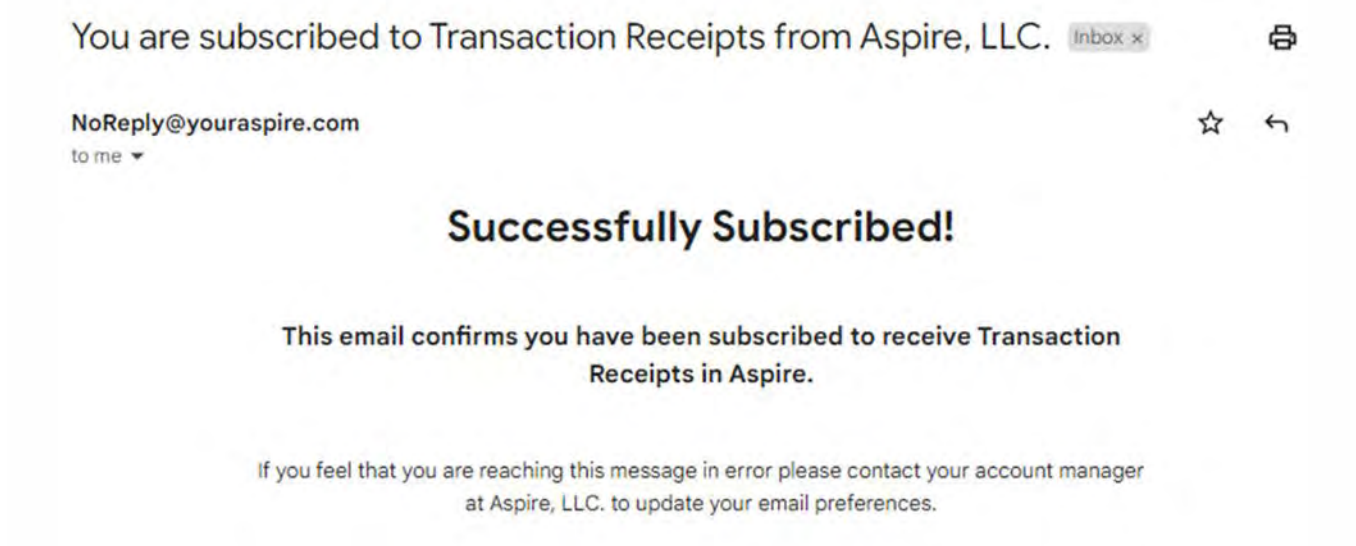 You are subscribed to Transaction Receipts from Aspire, LLC. Inbox ×
NoReply@youraspire.com
to me
Successfully Subscribed!
This email confirms you have been subscribed to receive Transaction
Receipts in Aspire.
If you feel that you are reaching this message in error please contact your account manager
at Aspire, LLC. to update your email preferences.